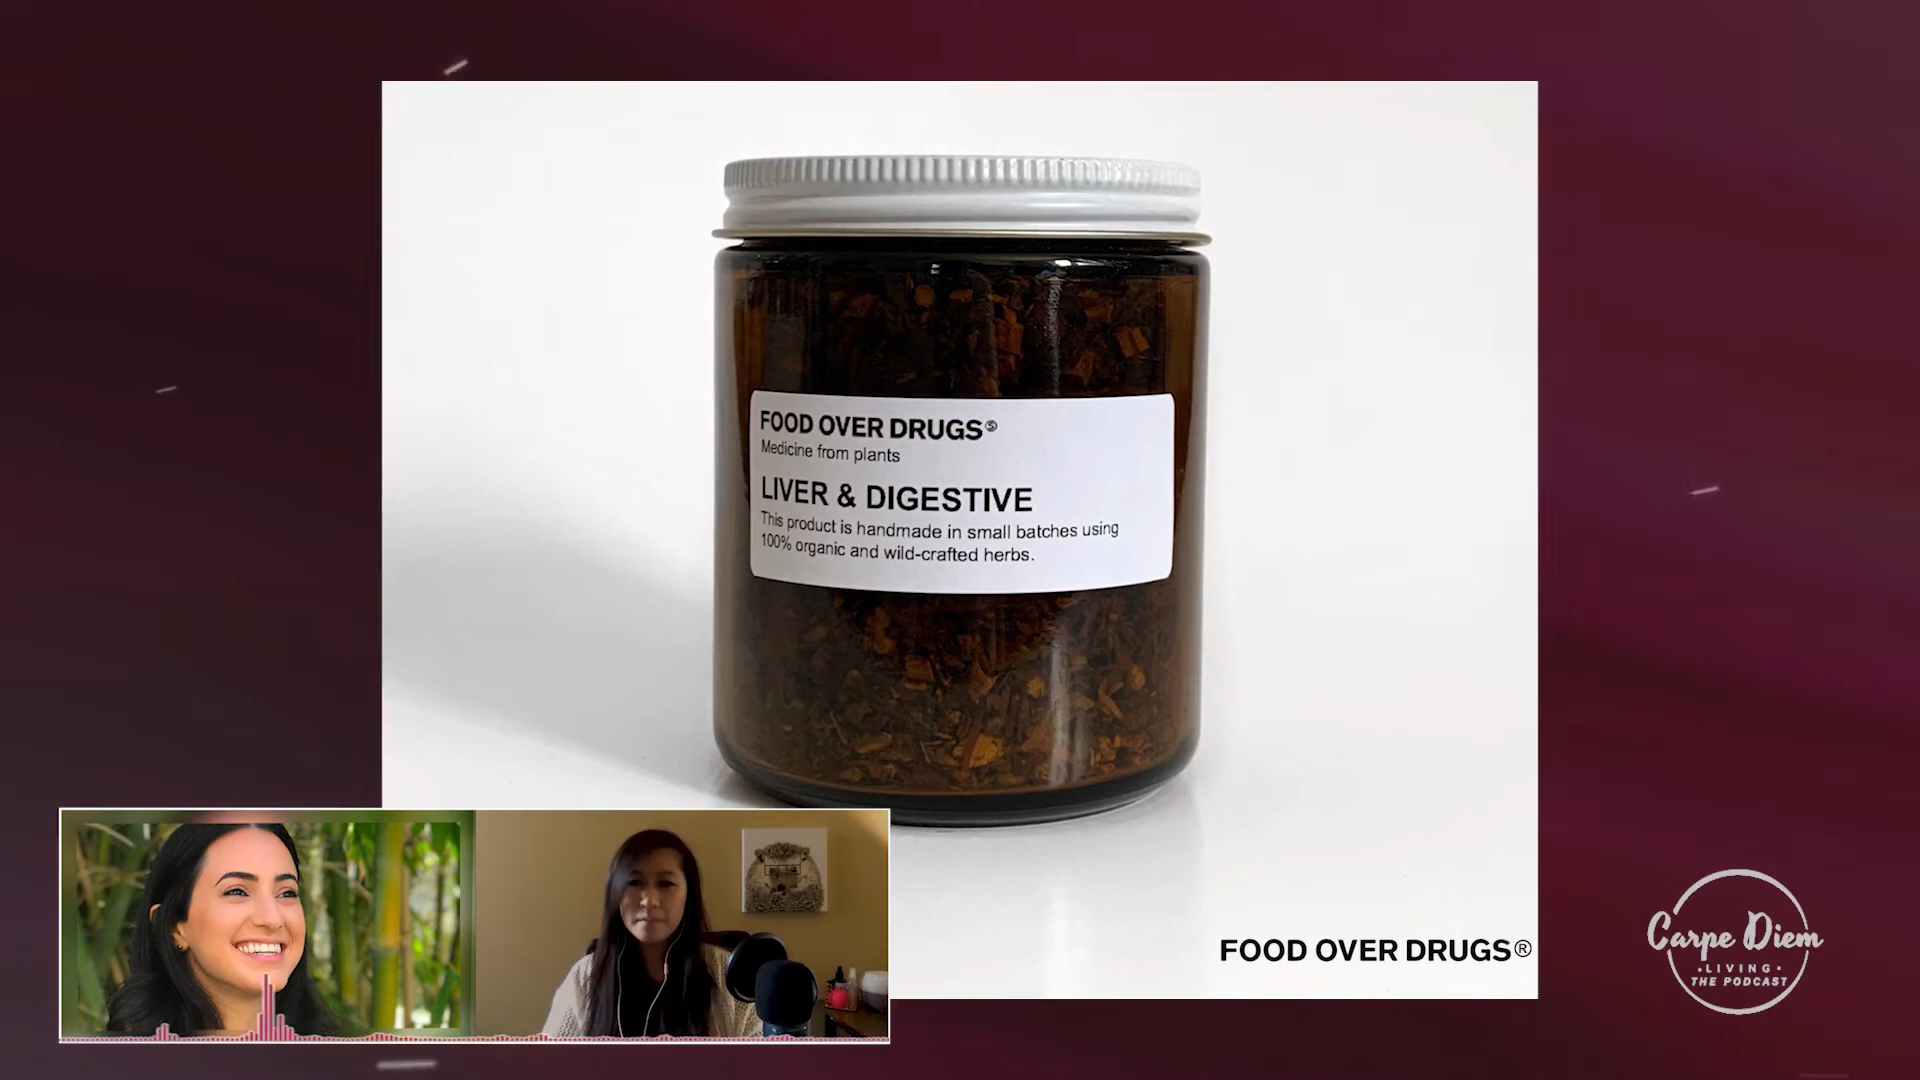 FOOD OVER DRUGS®
Medicine from plants
LIVER & DIGESTIVE
This product is handmade in small batches using
100% organic and wild-crafted herbs.
FOOD OVER DRUGS®
Carpe Diem
·LIVING·
THE PODCAST